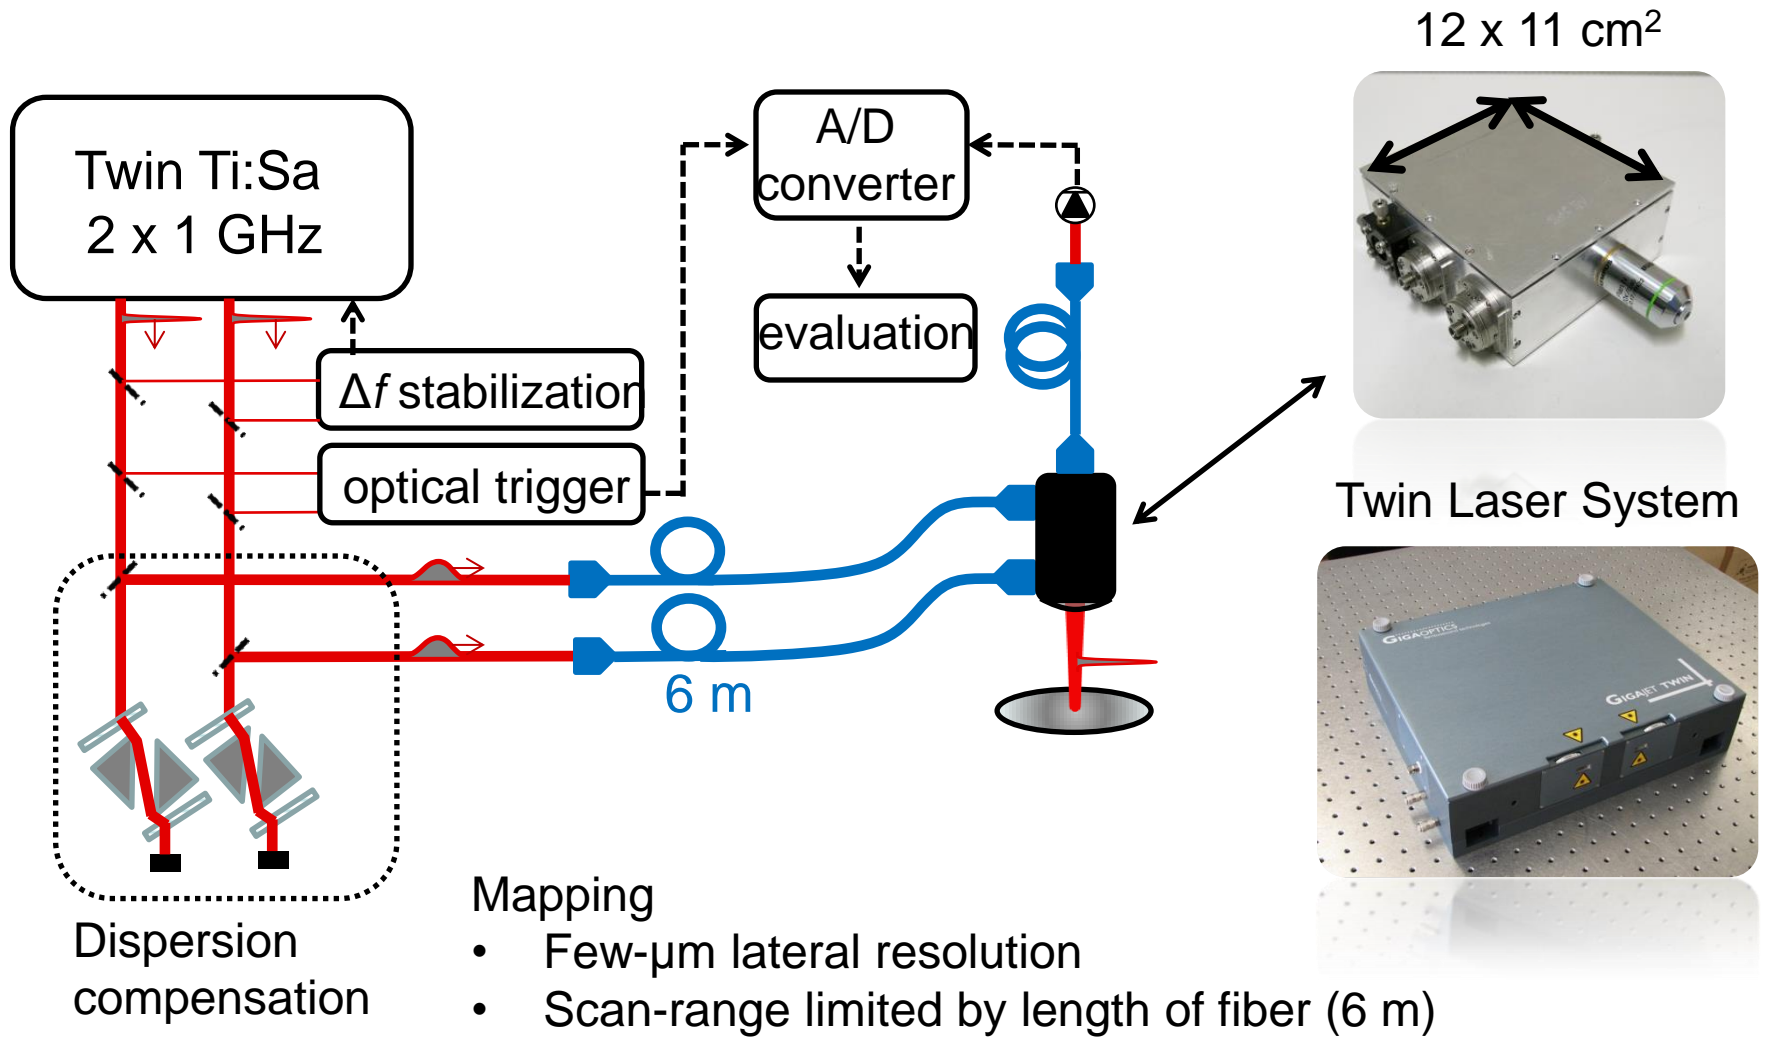 12 x 11 cm²
Twin Ti:Sa
2 x 1 GHz
A/D
converter
evaluation
Δf stabilization
optical trigger
6 m
Twin Laser System
GIGAOPTICS
GIGAJET TWIN
Dispersion
compensation
Mapping
• Few-µm lateral resolution
• Scan-range limited by length of fiber (6 m)